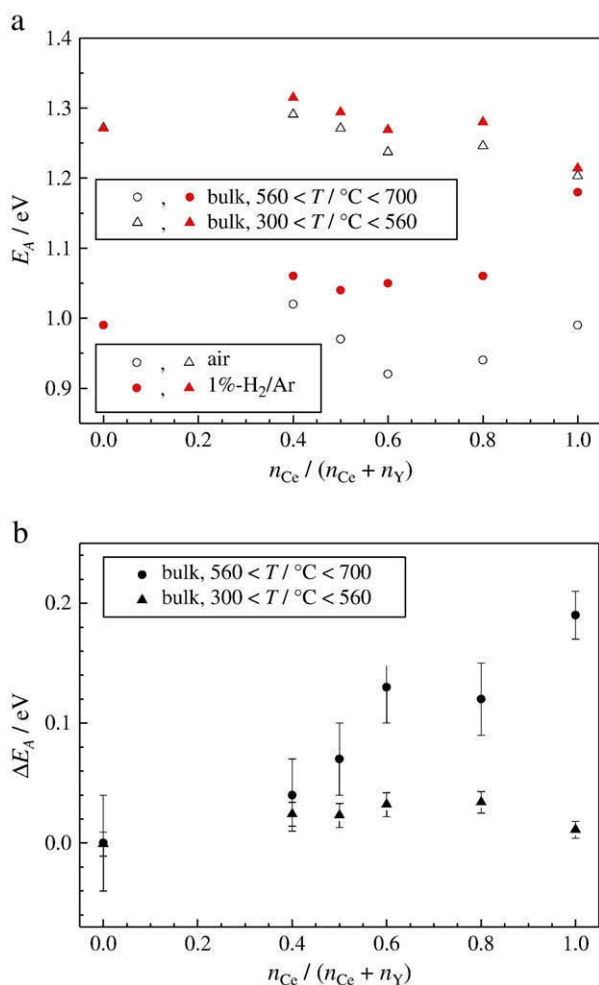 a
1.4
1.3
1.2
1.1
1.0
0.9
E_A / eV
○ , ● bulk, 560 < T / °C < 700
△ , ▲ bulk, 300 < T / °C < 560
○ , △ air
● , ▲ 1%-H₂/Ar
0.0 0.2 0.4 0.6 0.8 1.0
n_Ce / (n_Ce + n_Y)
b
● bulk, 560 < T / °C < 700
▲ bulk, 300 < T / °C < 560
0.2
0.1
0.0
ΔE_A / eV
0.0 0.2 0.4 0.6 0.8 1.0
n_Ce / (n_Ce + n_Y)